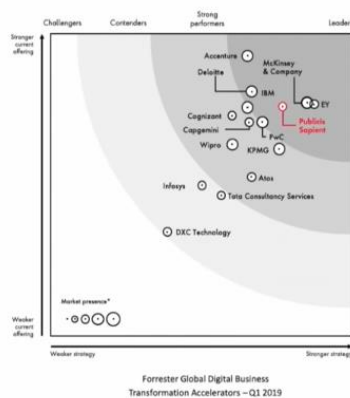 Challengers Contenders Strong performers Leaders
Stronger current offering
Accenture
McKinsey & Company
Deloitte
IBM
EY
Cognizant
Publicis Sapient
Capgemini
PwC
Wipro
KPMG
Atos
Infosys
Tata Consultancy Services
DXC Technology
Market presence*
Weaker current offering
Weaker strategy Stronger strategy
Forrester Global Digital Business
Transformation Accelerators – Q1 2019